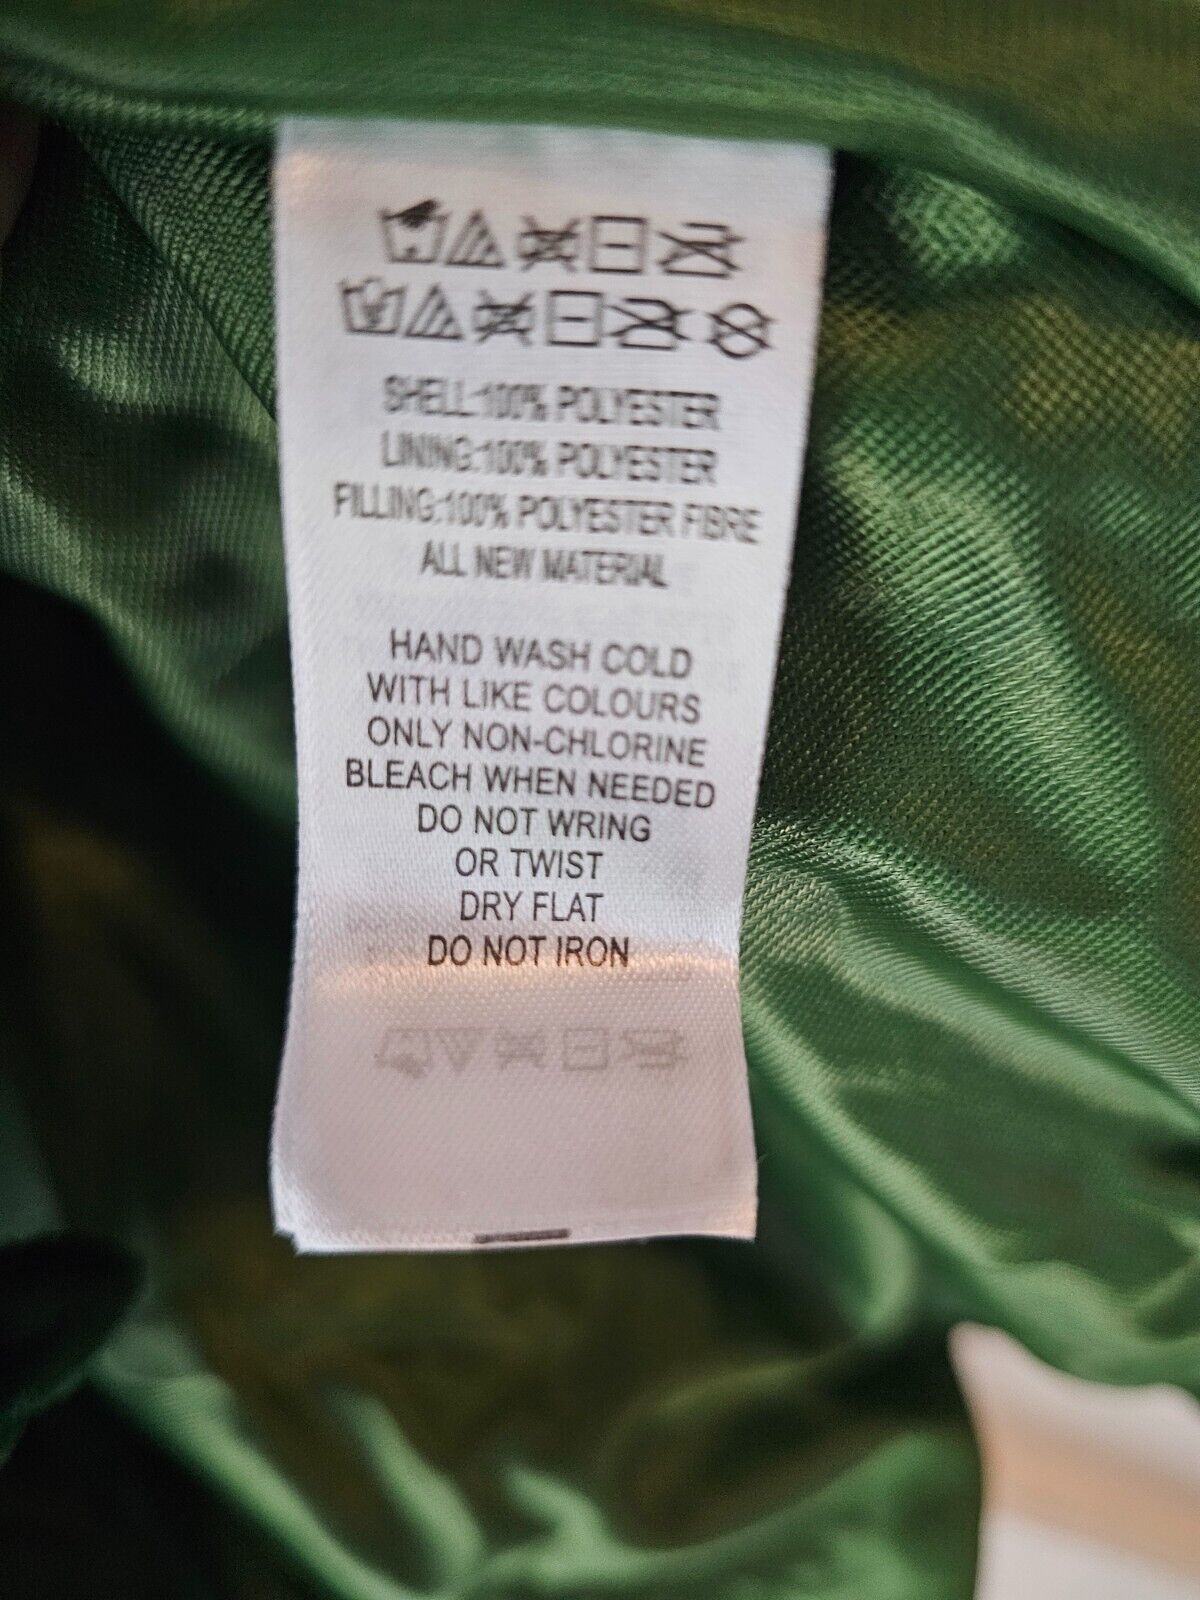 SHELL:100% POLYESTER
LINING:100% POLYESTER
FILLING:100% POLYESTER FIBRE
ALL NEW MATERIAL
HAND WASH COLD
WITH LIKE COLOURS
ONLY NON-CHLORINE
BLEACH WHEN NEEDED
DO NOT WRING
OR TWIST
DRY FLAT
DO NOT IRON